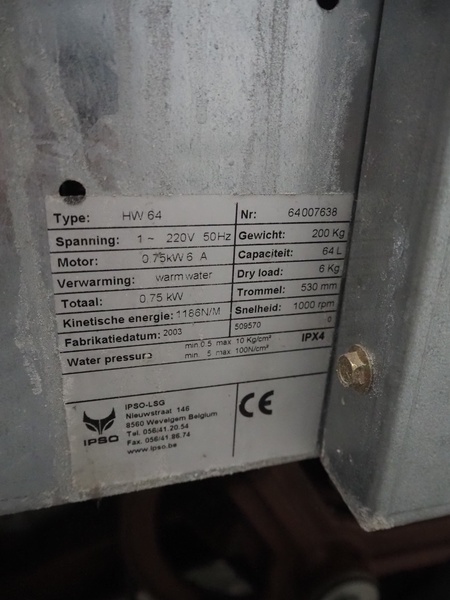 Type: HW 64 Nr: 64007638
Spanning: 1 ~ 220V 50Hz Gewicht: 200 Kg
Motor: 0.75kW 6 A Capaciteit: 64 L
Verwarming: warm water Dry load: 6 Kg
Totaal: 0.75 kW Trommel: 530 mm
Kinetische energie: 1186N/M Snelheid: 1000 rpm
Fabrikatiedatum: 2003 509570 0
Water pressure min.0.5 max 10 Kg/cm² IPX4
min. 5 max 100N/cm²
IPSO
IPSO-LSG
Nieuwstraat 146
8560 Wevelgem Belgium
Tel. 056/41.20.54
Fax. 056/41.86.74
www.ipso.be
CE